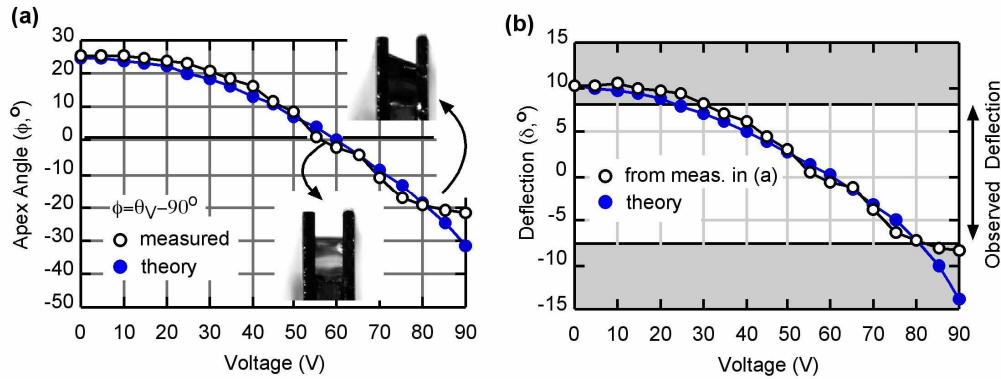 (a)
30
20
10
0
-10
-20
-30
-40
-50
Apex Angle (ϕ,º)
ϕ=θV−90º
measured
theory
0 10 20 30 40 50 60 70 80 90
Voltage (V)
(b)
15
10
5
0
-5
-10
-15
Deflection (δ,º)
from meas. in (a)
theory
0 10 20 30 40 50 60 70 80 90
Voltage (V)
Observed Deflection